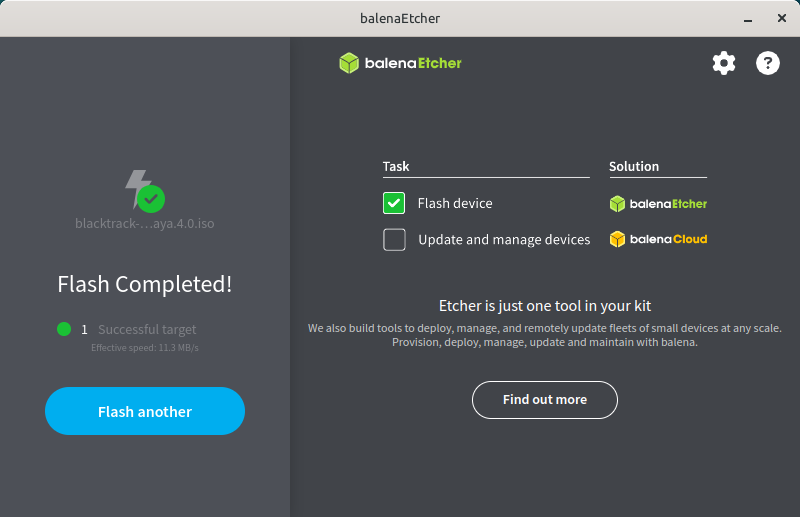 balenaEtcher
balenaEtcher
?
Task
Solution
Flash device
balenaEtcher
Update and manage devices
balenaCloud
blacktrack-…aya.4.0.iso
Flash Completed!
1 Successful target
Effective speed: 11.3 MB/s
Flash another
Etcher is just one tool in your kit
We also build tools to deploy, manage, and remotely update fleets of small devices at any scale.
Provision, deploy, manage, update and maintain with balena.
Find out more